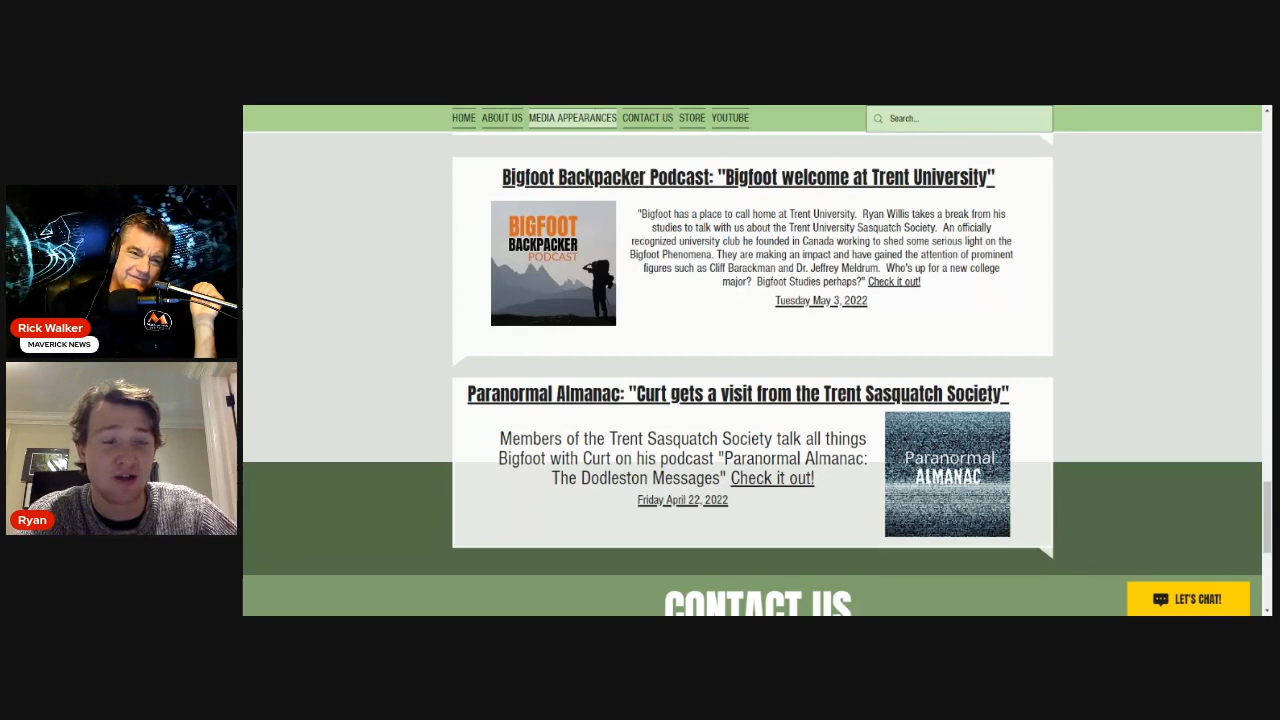 HOME ABOUT US MEDIA APPEARANCES CONTACT US STORE YOUTUBE
Search...
Bigfoot Backpacker Podcast: "Bigfoot welcome at Trent University"
BIGFOOT
BACKPACKER
PODCAST
"Bigfoot has a place to call home at Trent University. Ryan Willis takes a break from his
studies to talk with us about the Trent University Sasquatch Society. An officially
recognized university club he founded in Canada working to shed some serious light on the
Bigfoot Phenomena. They are making an impact and have gained the attention of prominent
figures such as Cliff Barackman and Dr. Jeffrey Meldrum. Who's up for a new college
major? Bigfoot Studies perhaps?" Check it out!
Tuesday May 3, 2022
Rick Walker
MAVERICK NEWS
Paranormal Almanac: "Curt gets a visit from the Trent Sasquatch Society"
Members of the Trent Sasquatch Society talk all things
Bigfoot with Curt on his podcast "Paranormal Almanac:
The Dodleston Messages" Check it out!
Friday April 22, 2022
Paranormal
ALMANAC
Ryan
CONTACT US
LET'S CHAT!